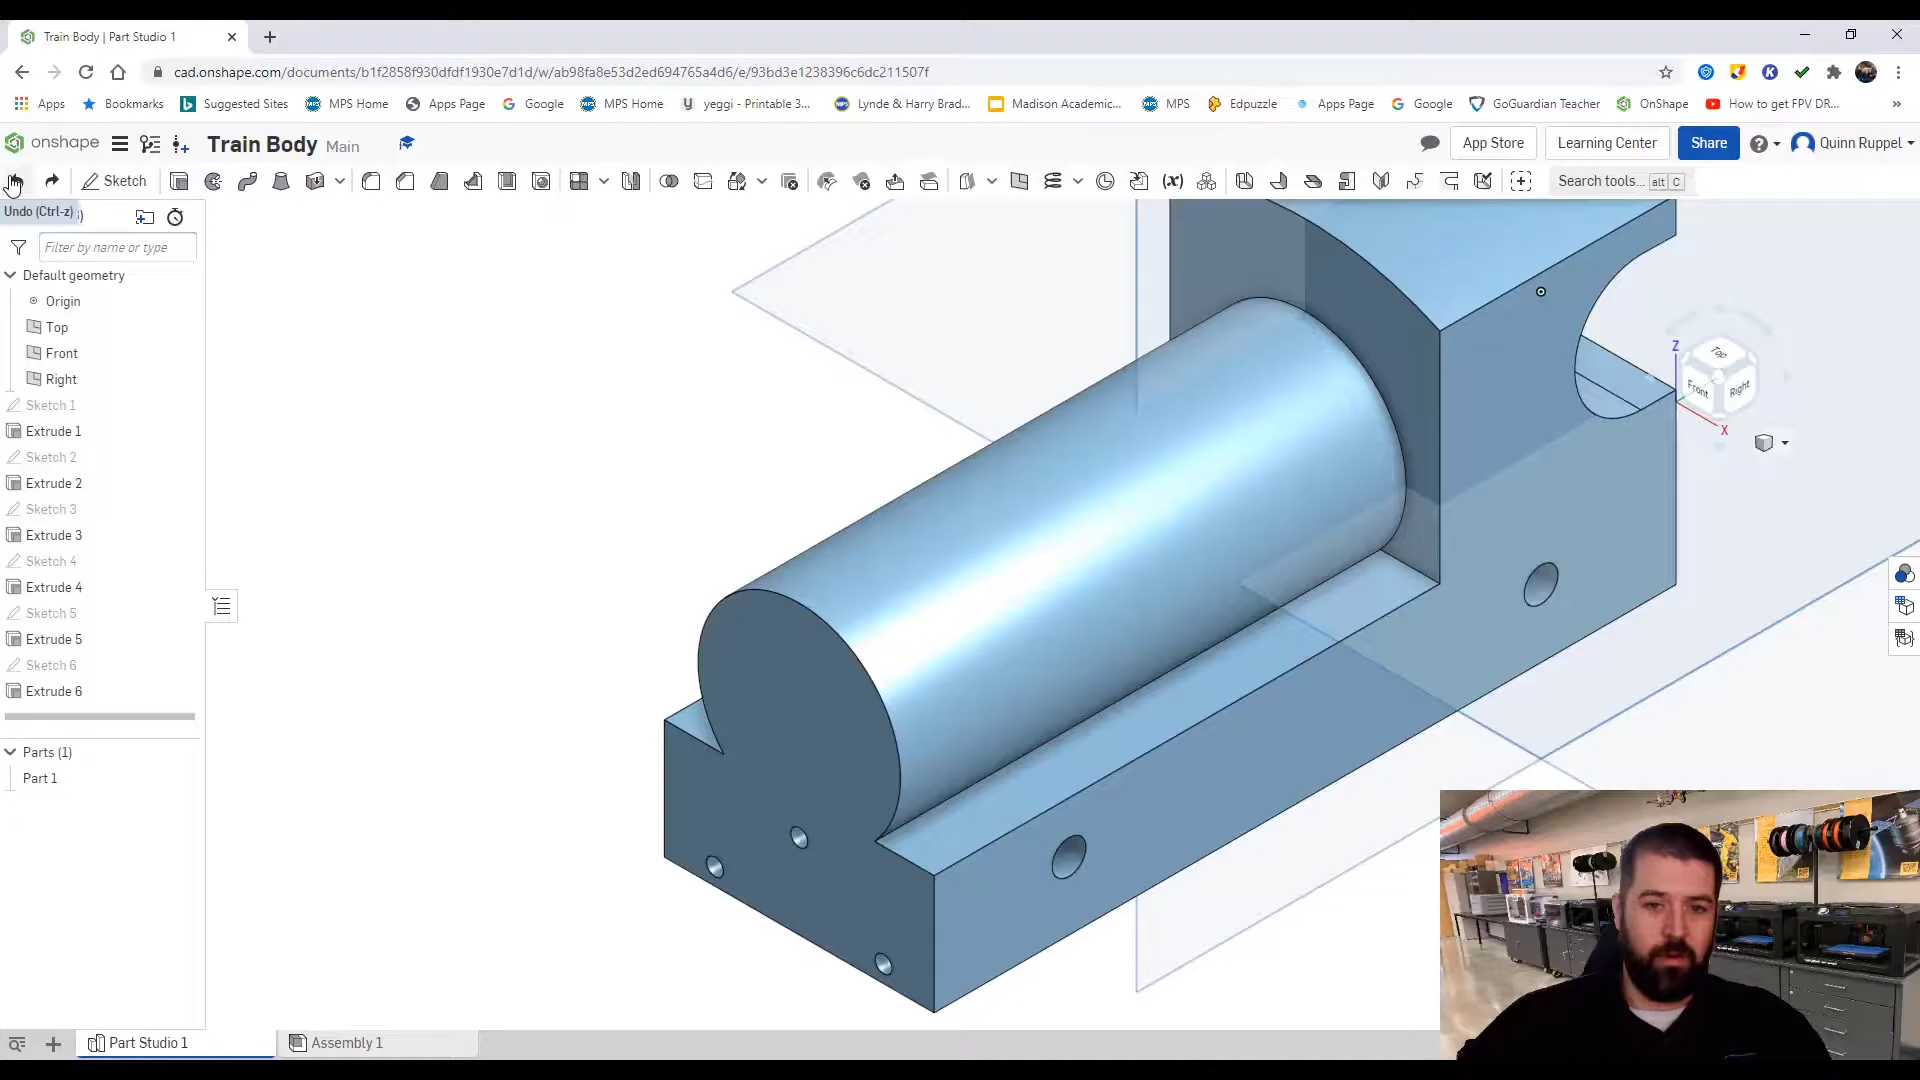 Train Body | Part Studio 1
cad.onshape.com/documents/b1f2858f930dfdf1930e7d1d/w/ab98fa8e53d2ed694765a4d6/e/93bd3e1238396c6dc211507f
Apps Bookmarks Suggested Sites MPS Home Apps Page Google MPS Home yeggi - Printable 3... Lynde & Harry Brad... Madison Academic... MPS Edpuzzle Apps Page Google GoGuardian Teacher OnShape How to get FPV DR... »
onshape Train Body Main App Store Learning Center Share Quinn Ruppel
Sketch (x) Search tools... alt C
Undo (Ctrl-z)
Filter by name or type
Default geometry
Origin
Top
Front
Right
Sketch 1
Extrude 1
Sketch 2
Extrude 2
Sketch 3
Extrude 3
Sketch 4
Extrude 4
Sketch 5
Extrude 5
Sketch 6
Extrude 6
Parts (1)
Part 1
Z
Top
Front Right
X
Part Studio 1 Assembly 1